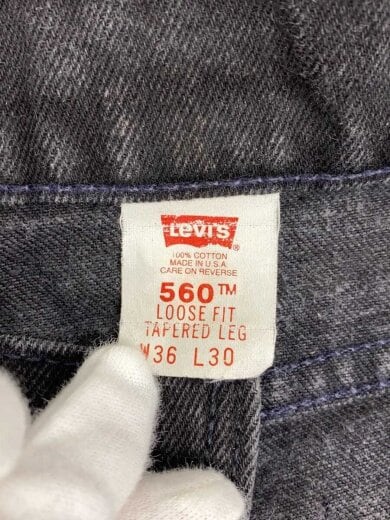 Levi's ®
100% COTTON
MADE IN U.S.A.
CARE ON REVERSE
560™
LOOSE FIT
TAPERED LEG
W36 L30